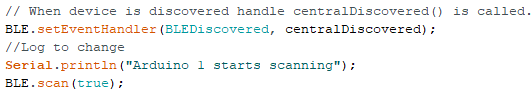 // When device is discovered handle centralDiscovered() is called.
BLE.setEventHandler(BLEDiscovered, centralDiscovered);
//Log to change
Serial.println("Arduino 1 starts scanning");
BLE.scan(true);